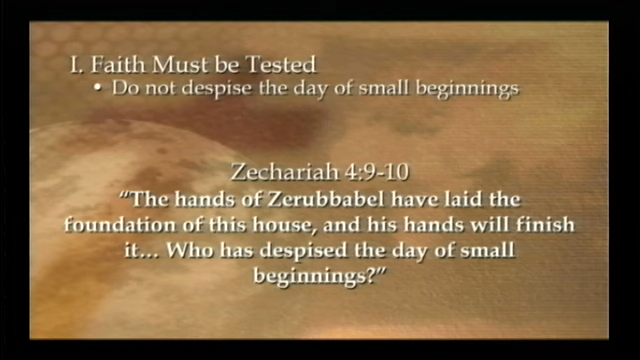 I. Faith Must be Tested
• Do not despise the day of small beginnings
Zechariah 4:9-10
“The hands of Zerubbabel have laid the
foundation of this house, and his hands will finish
it… Who has despised the day of small
beginnings?”